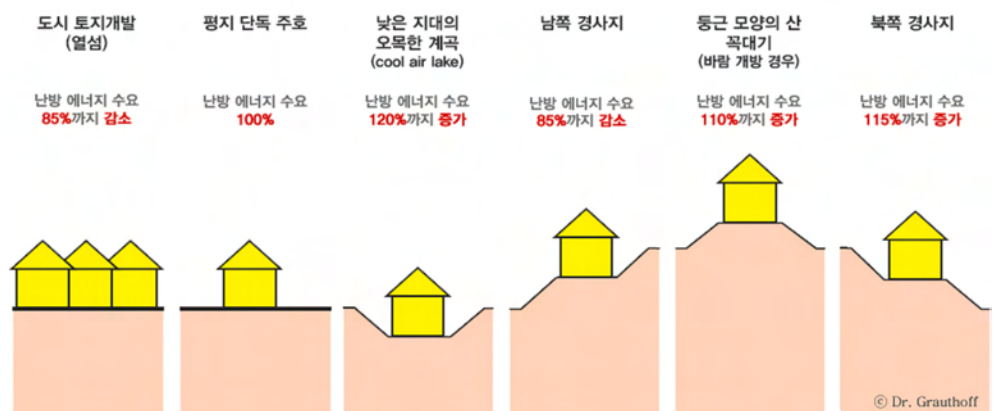 도시 토지개발
(열섬)
난방 에너지 수요
85%까지 감소
평지 단독 주호
난방 에너지 수요
100%
낮은 지대의
오목한 계곡
(cool air lake)
난방 에너지 수요
120%까지 증가
남쪽 경사지
난방 에너지 수요
85%까지 감소
둥근 모양의 산
꼭대기
(바람 개방 경우)
난방 에너지 수요
110%까지 증가
북쪽 경사지
난방 에너지 수요
115%까지 증가
ⓒ Dr. Grauthoff